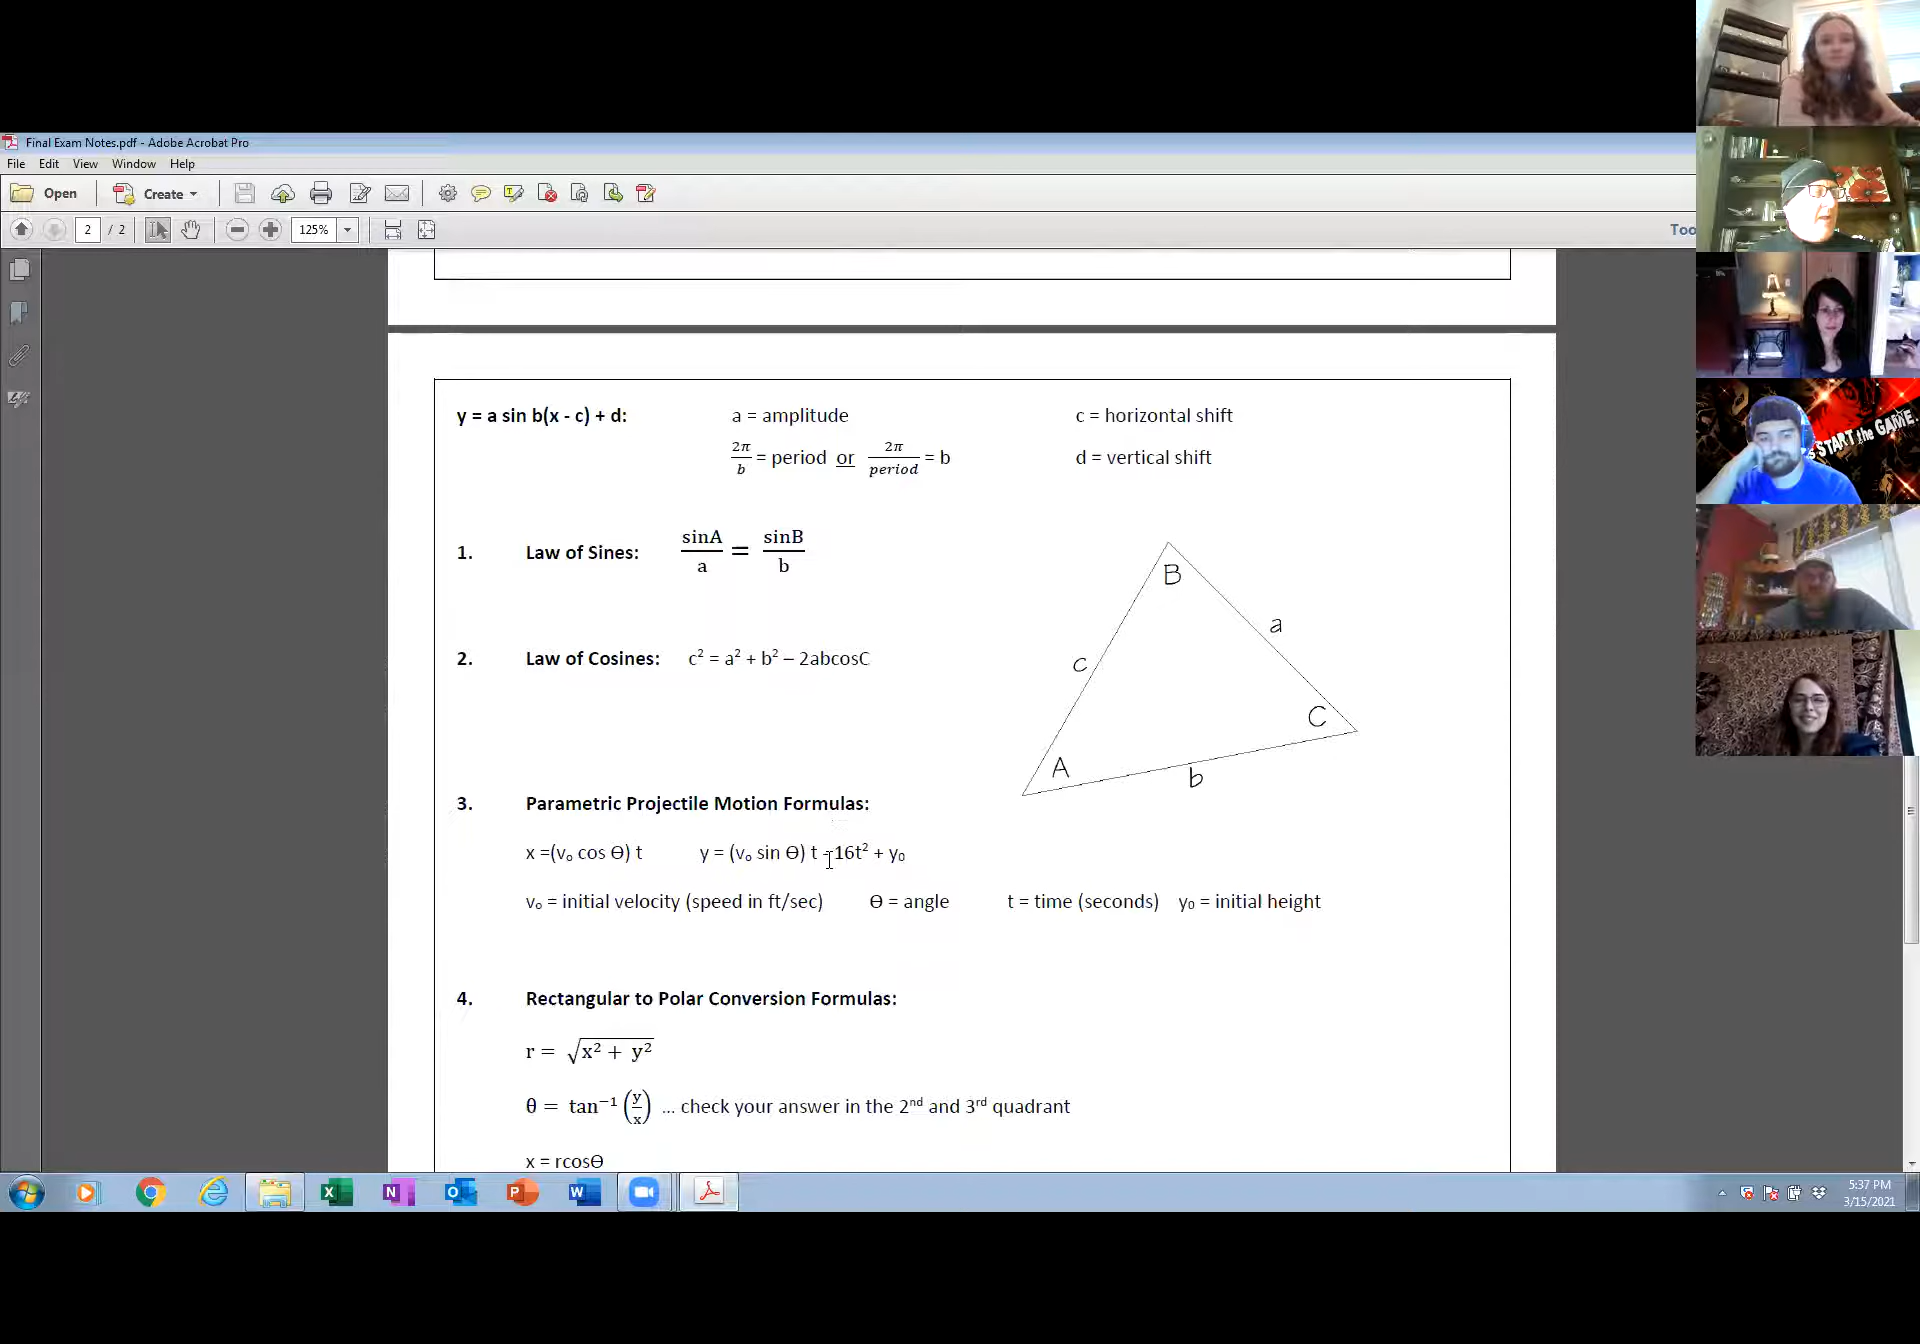 Final Exam Notes.pdf - Adobe Acrobat Pro
File Edit View Window Help
Open Create
2 / 2 125% Too
y = a sin b(x - c) + d: a = amplitude c = horizontal shift
2π/b = period or 2π/period = b d = vertical shift
1. Law of Sines: sinA/a = sinB/b
B
a
2. Law of Cosines: c² = a² + b² – 2abcosC
c
C
A
b
3. Parametric Projectile Motion Formulas:
x =(v₀ cos Θ) t y = (v₀ sin Θ) t - 16t² + y₀
v₀ = initial velocity (speed in ft/sec) Θ = angle t = time (seconds) y₀ = initial height
4. Rectangular to Polar Conversion Formulas:
r = √x² + y²
θ = tan⁻¹ (y/x) ... check your answer in the 2nd and 3rd quadrant
x = rcosΘ
START the GAME.
5:37 PM
3/15/2021